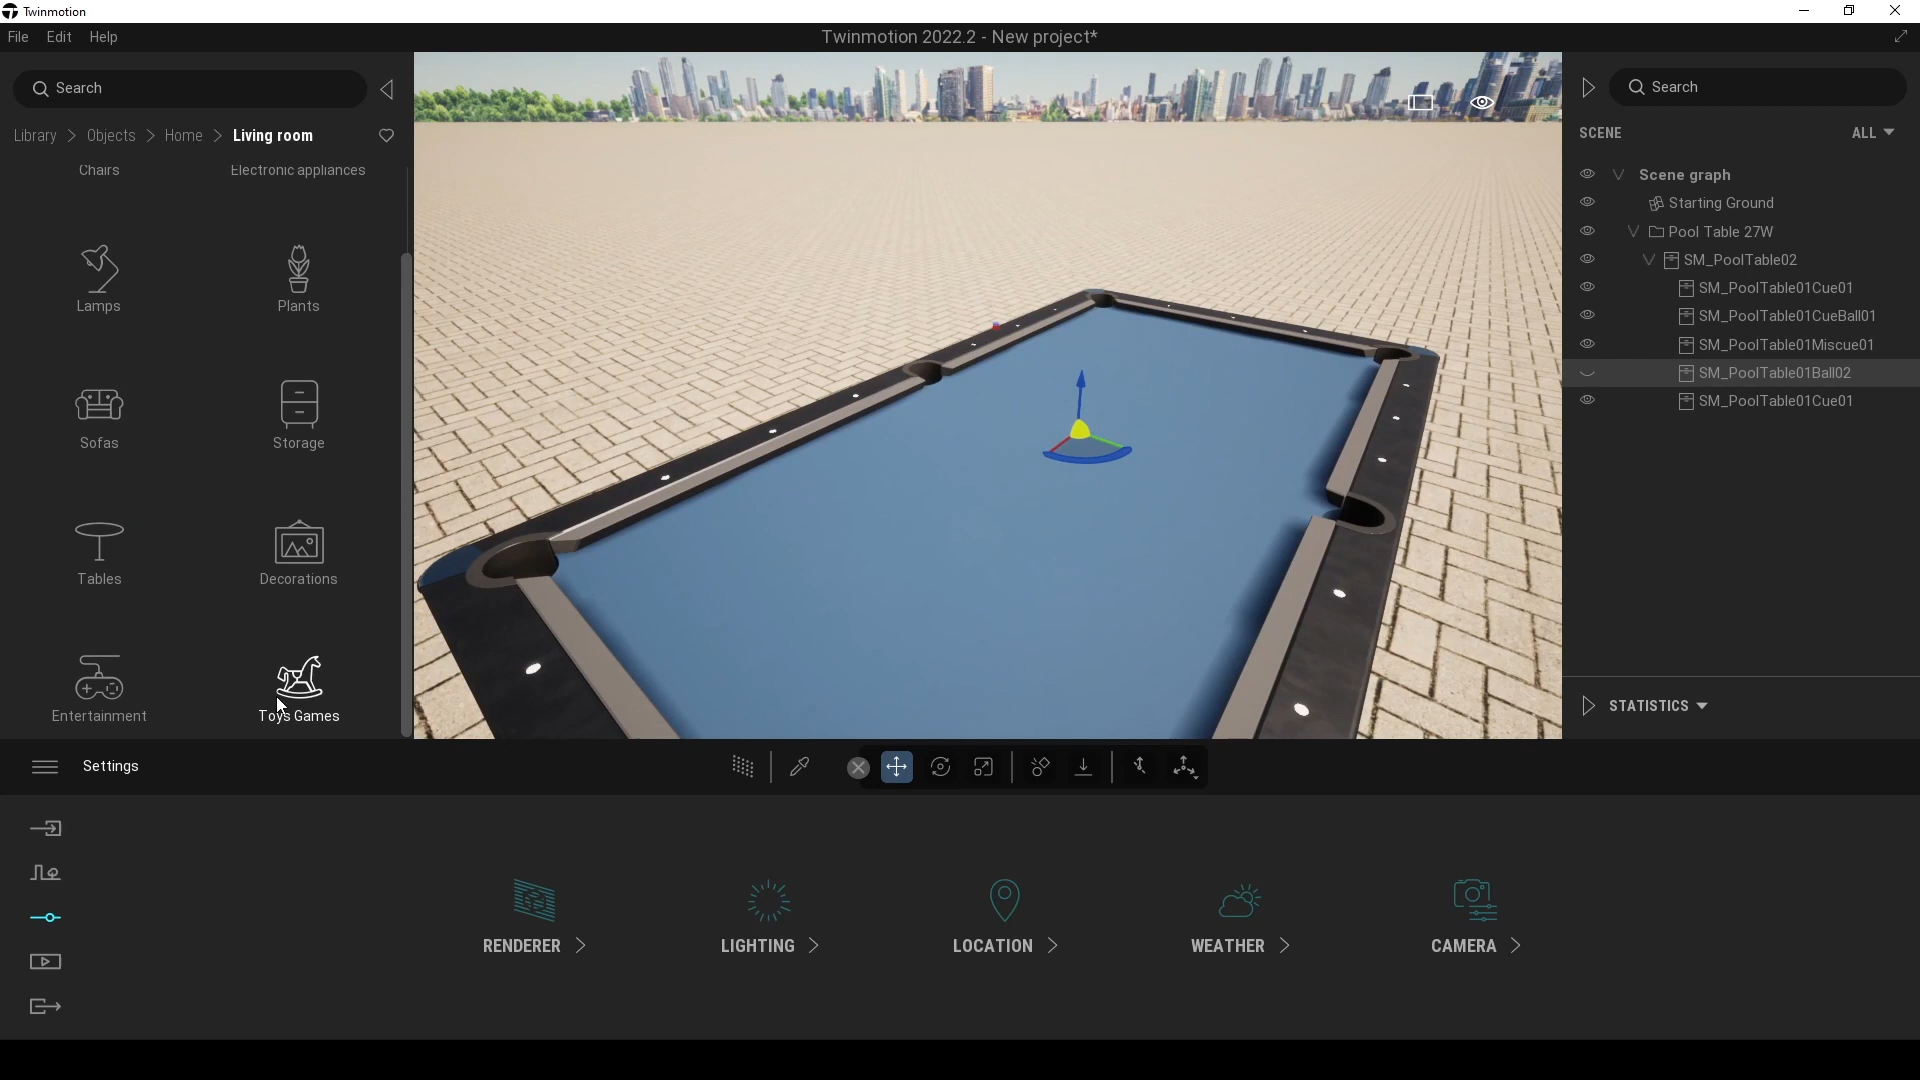 Twinmotion
File Edit Help
Twinmotion 2022.2 - New project*
Search
Library Objects Home Living room
Chairs
Electronic appliances
Lamps
Plants
Sofas
Storage
Tables
Decorations
Entertainment
Toys Games
Search
SCENE
ALL
Scene graph
Starting Ground
Pool Table 27W
SM_PoolTable02
SM_PoolTable01Cue01
SM_PoolTable01CueBall01
SM_PoolTable01Miscue01
SM_PoolTable01Ball02
SM_PoolTable01Cue01
STATISTICS
Settings
RENDERER
LIGHTING
LOCATION
WEATHER
CAMERA